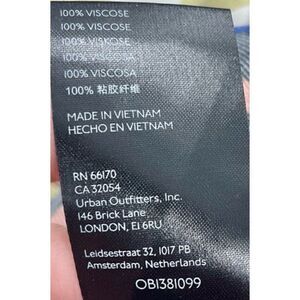 100% VISCOSE
100% VISCOSE
100% VISKOSE
100% VISCOSA
100% VISCOSA
100% 粘胶纤维
MADE IN VIETNAM
HECHO EN VIETNAM
RN 66170
CA 32054
Urban Outfitters, Inc.
146 Brick Lane
LONDON, E1 6RU
Leidsestraat 32, 1017 PB
Amsterdam, Netherlands
OB1381099